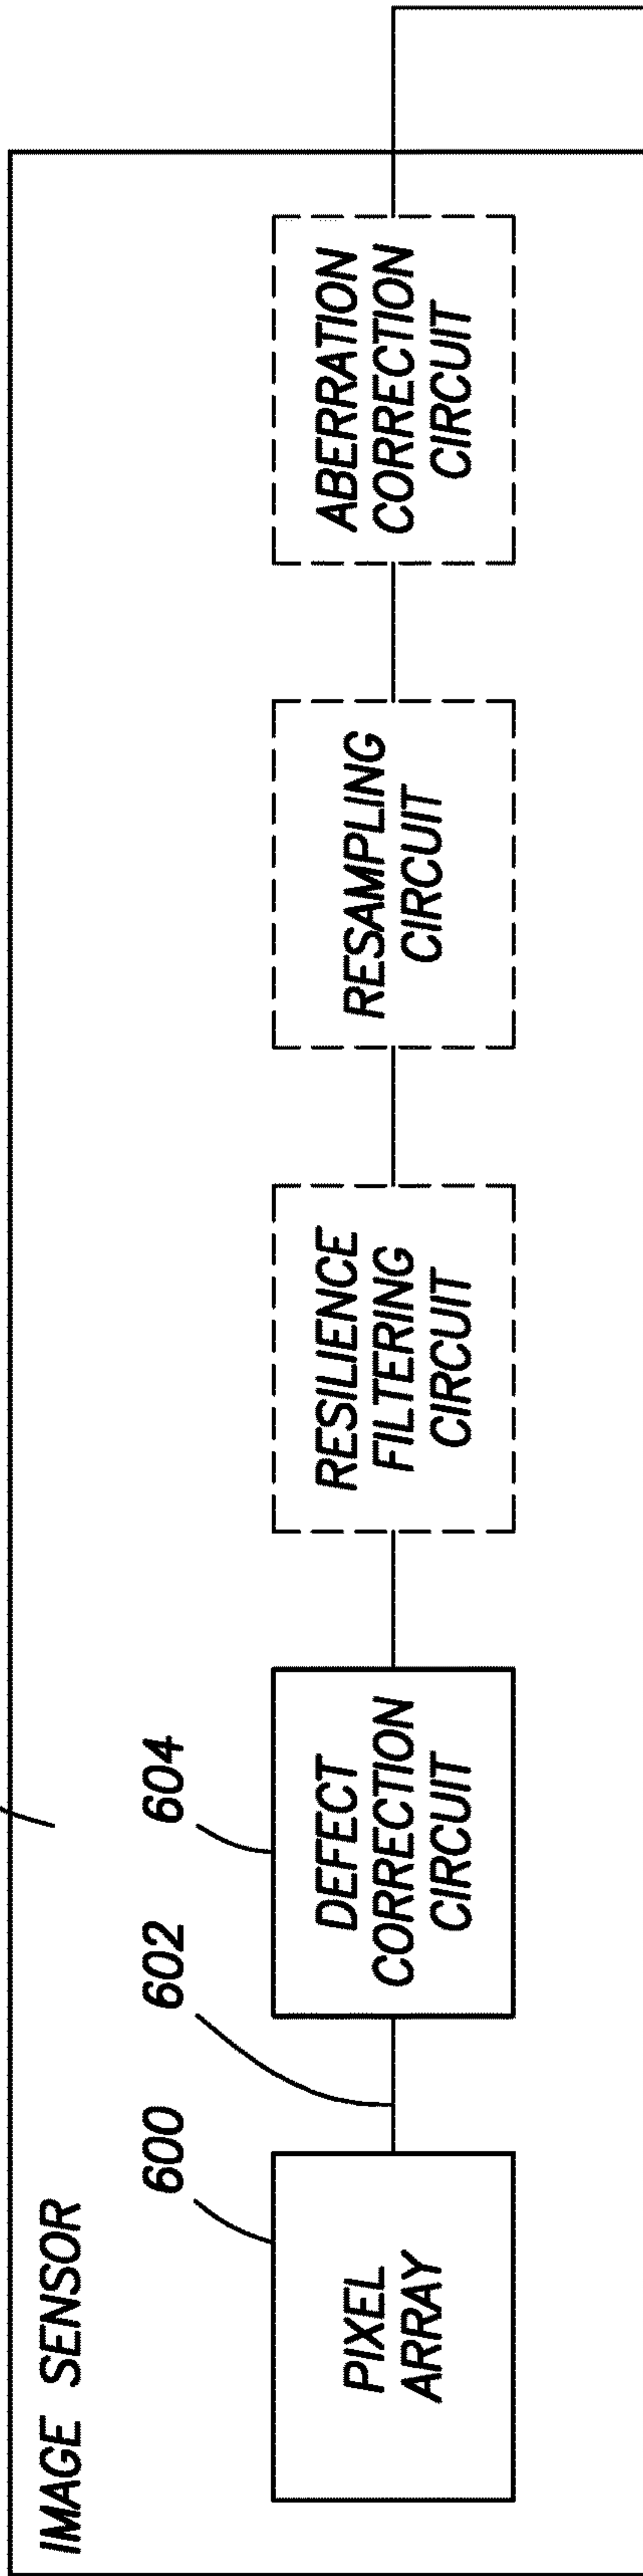 IMAGE SENSOR
600
602
604
PIXEL
ARRAY
DEFECT
CORRECTION
CIRCUIT
RESILIENCE
FILTERING
CIRCUIT
RESAMPLING
CIRCUIT
ABERRATION
CORRECTION
CIRCUIT